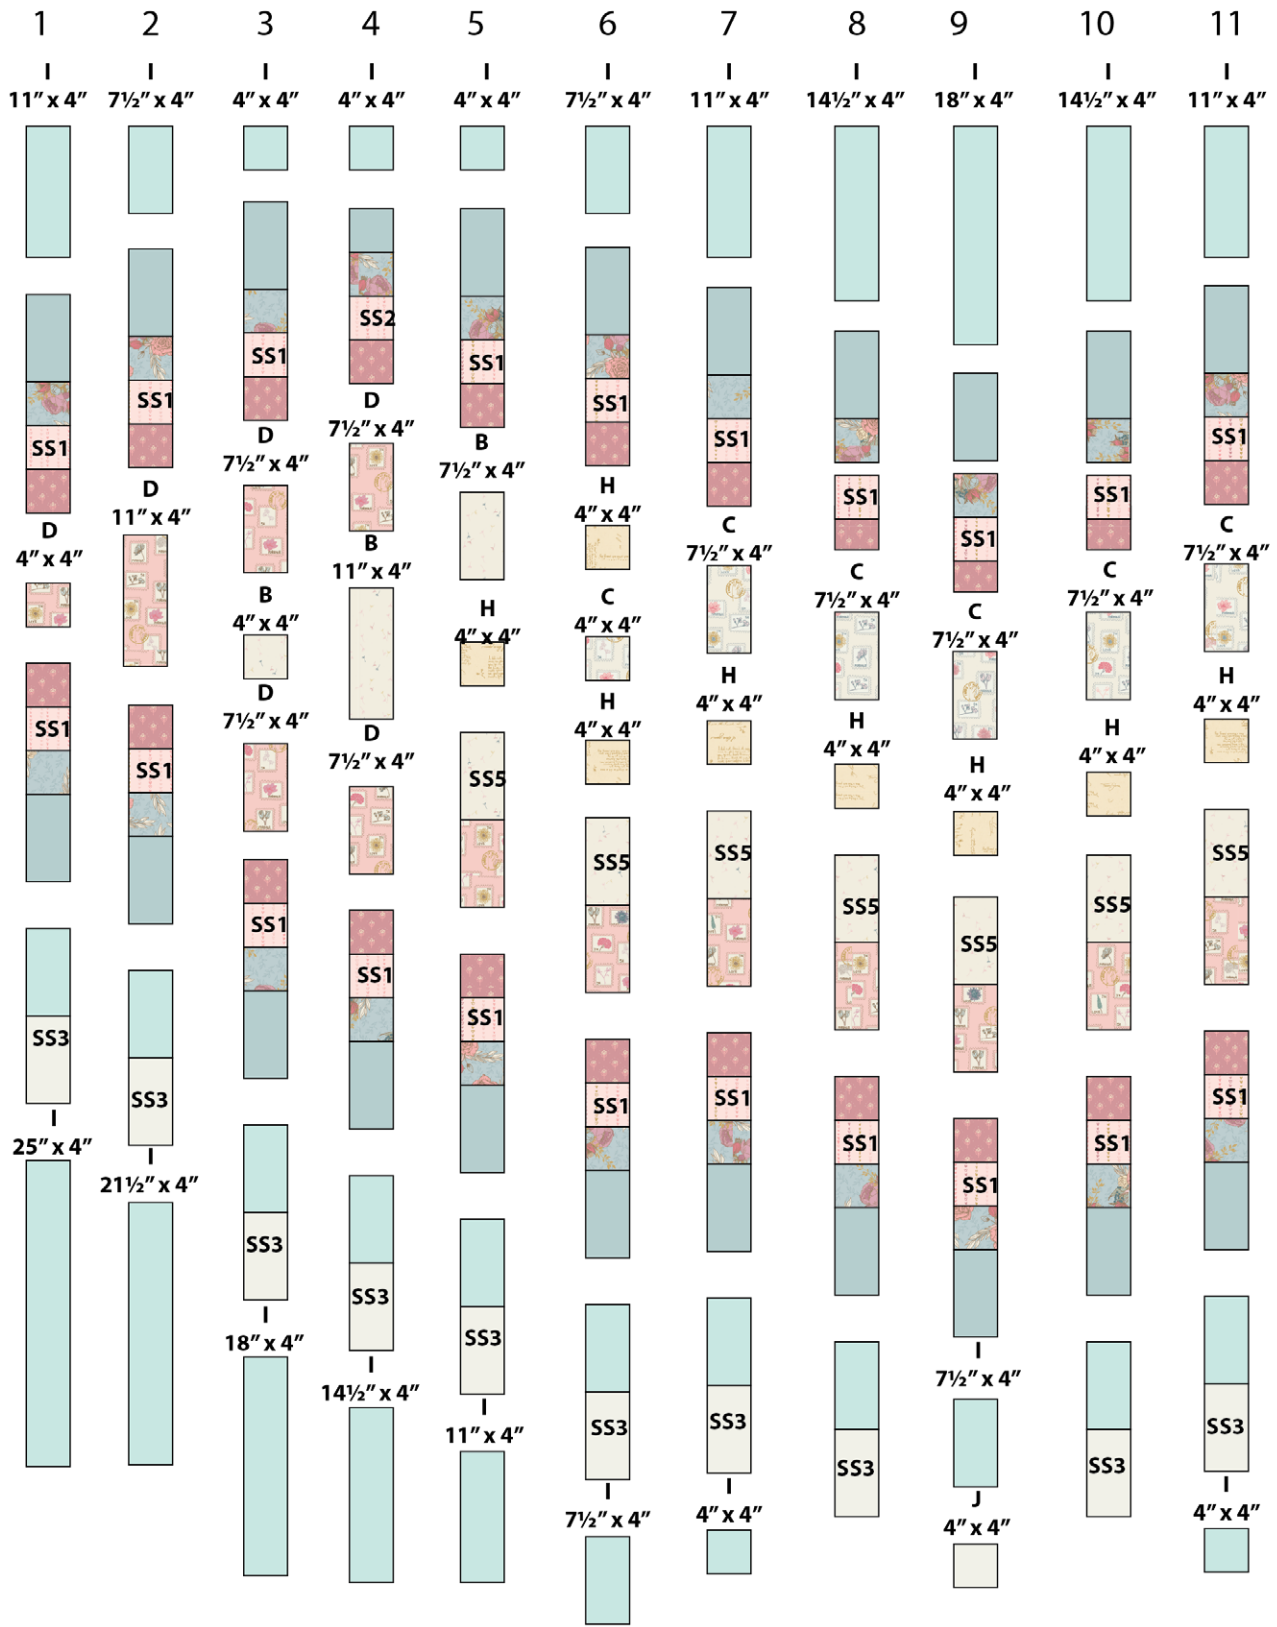 1 2 3 4 5 6 7 8 9 10 11
I I I I I I I I I I I
11” x 4” 7½” x 4” 4” x 4” 4” x 4” 4” x 4” 7½” x 4” 11” x 4” 14½” x 4” 18” x 4” 14½” x 4” 11” x 4”
SS1
D
4” x 4”
SS1
SS3
I
25” x 4”
SS1
D
11” x 4”
SS1
SS3
I
21½” x 4”
SS1
D
7½” x 4”
B
4” x 4”
D
7½” x 4”
SS1
SS3
I
18” x 4”
SS2
D
7½” x 4”
B
11” x 4”
D
7½” x 4”
SS1
SS3
I
14½” x 4”
SS1
B
7½” x 4”
H
4” x 4”
SS5
SS1
SS3
I
11” x 4”
SS1
H
4” x 4”
C
4” x 4”
H
4” x 4”
SS5
SS1
SS3
I
7½” x 4”
SS1
C
7½” x 4”
H
4” x 4”
SS5
SS1
SS3
I
4” x 4”
SS1
C
7½” x 4”
H
4” x 4”
SS5
SS1
SS3
SS1
C
7½” x 4”
H
4” x 4”
SS5
SS1
I
7½” x 4”
J
4” x 4”
SS1
C
7½” x 4”
H
4” x 4”
SS5
SS1
SS3
SS1
C
7½” x 4”
H
4” x 4”
SS5
SS1
SS3
I
4” x 4”